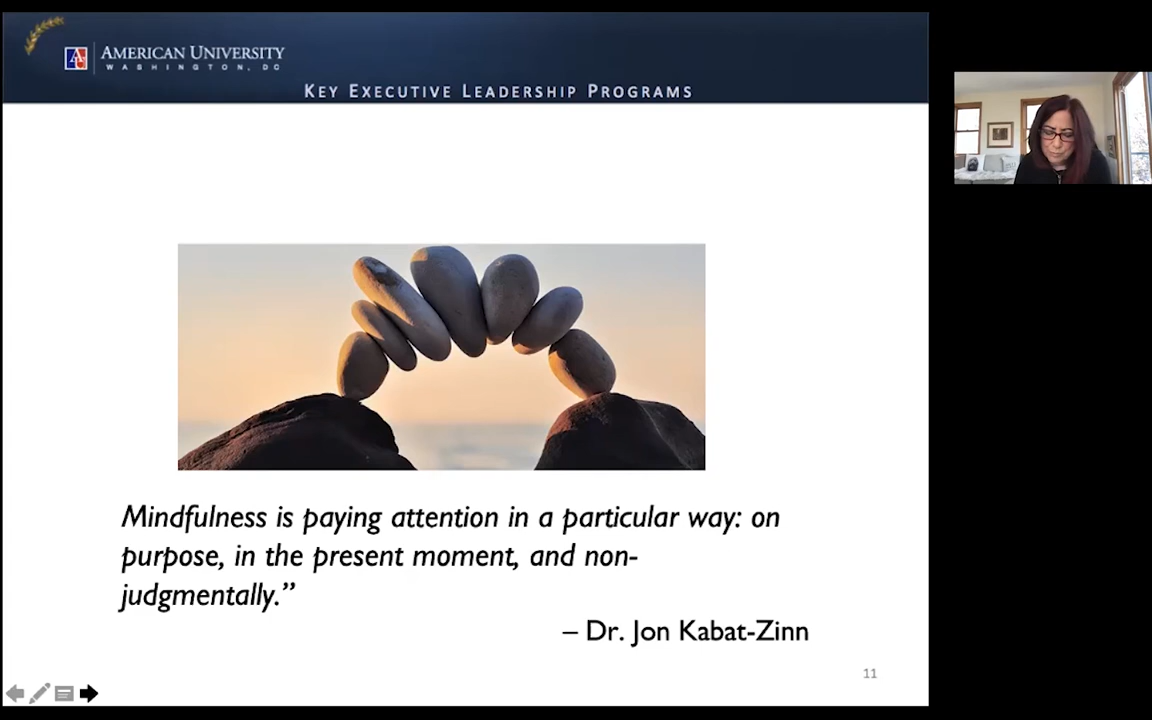 AMERICAN UNIVERSITY
WASHINGTON, DC
KEY EXECUTIVE LEADERSHIP PROGRAMS
Mindfulness is paying attention in a particular way: on
purpose, in the present moment, and non-
judgmentally.”
– Dr. Jon Kabat-Zinn
11